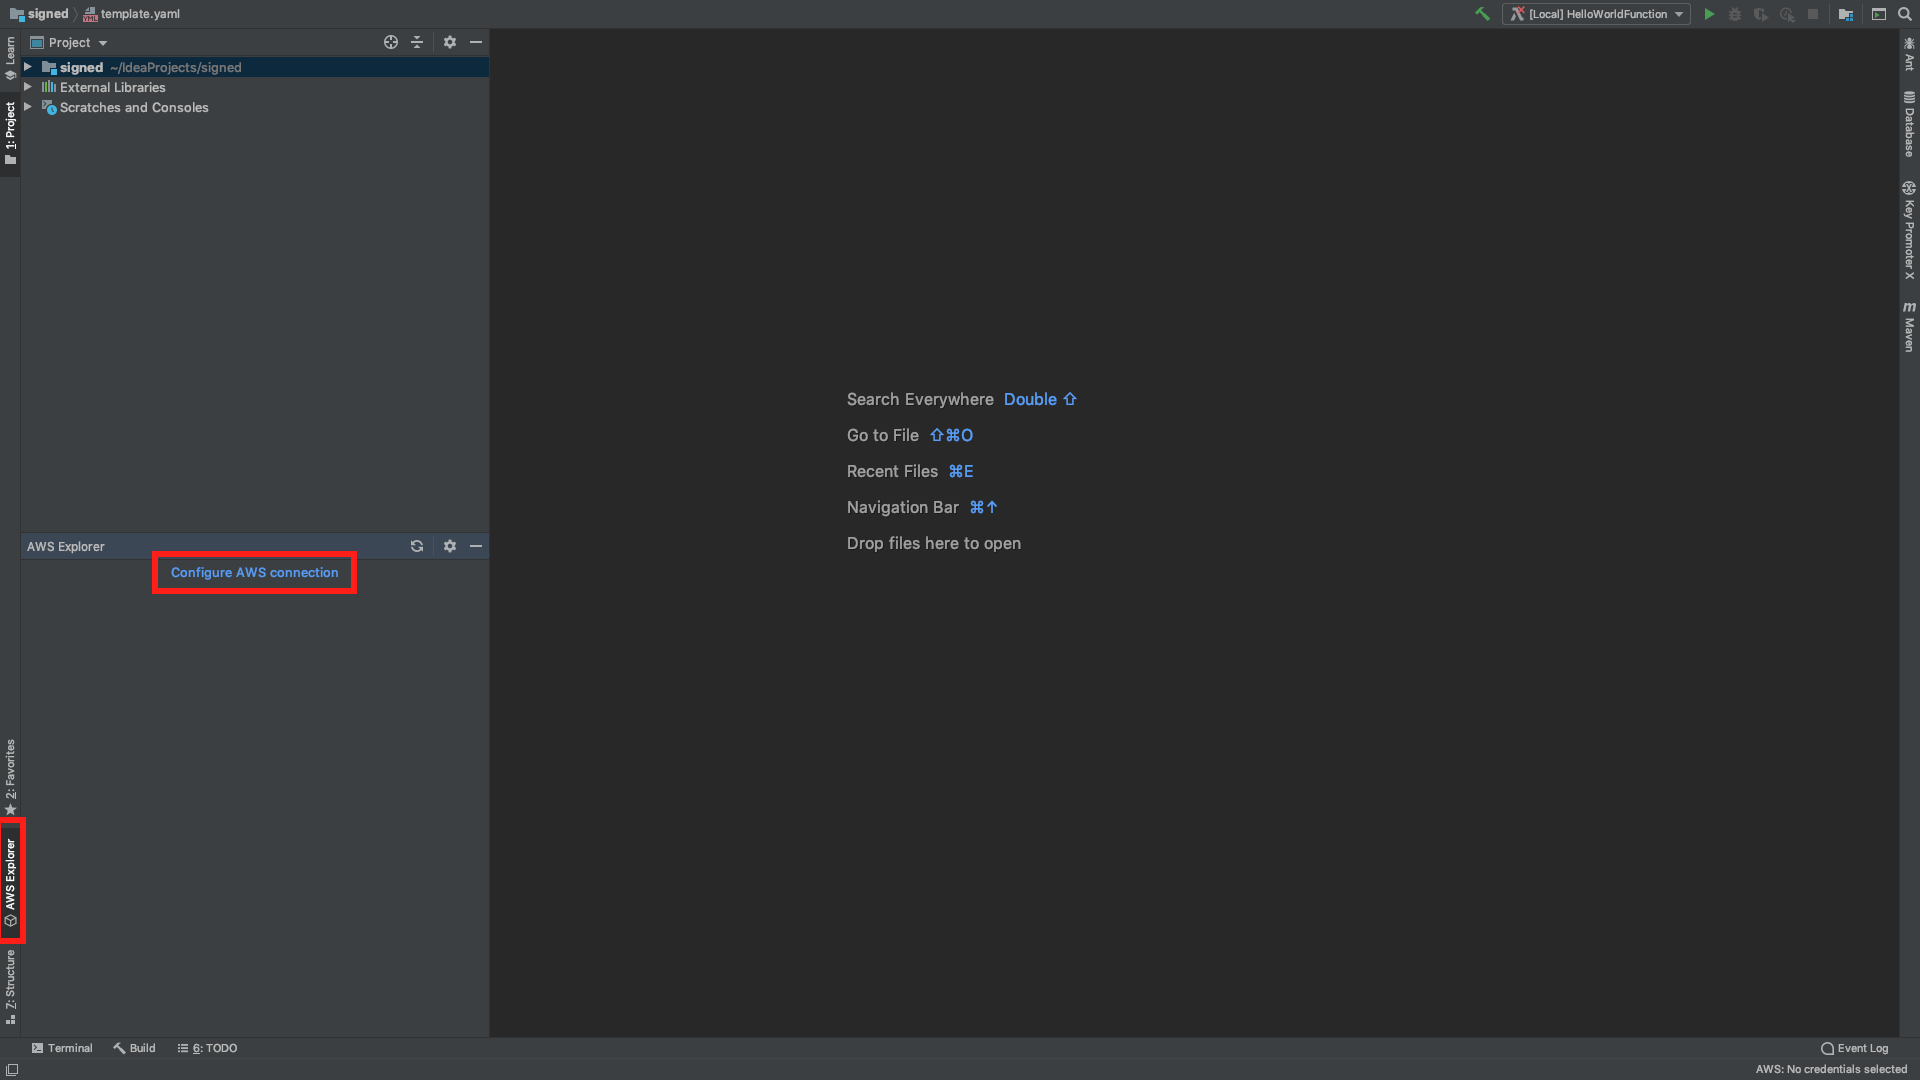 signed template.yaml
[Local] HelloWorldFunction
Learn
1: Project
Project
signed ~/IdeaProjects/signed
External Libraries
Scratches and Consoles
Search Everywhere Double ⇧
Go to File ⇧⌘O
Recent Files ⌘E
Navigation Bar ⌘↑
Drop files here to open
AWS Explorer
Configure AWS connection
2: Favorites
AWS Explorer
7: Structure
Ant
Database
Key Promoter X
m
Maven
Terminal Build 6: TODO
Event Log
AWS: No credentials selected